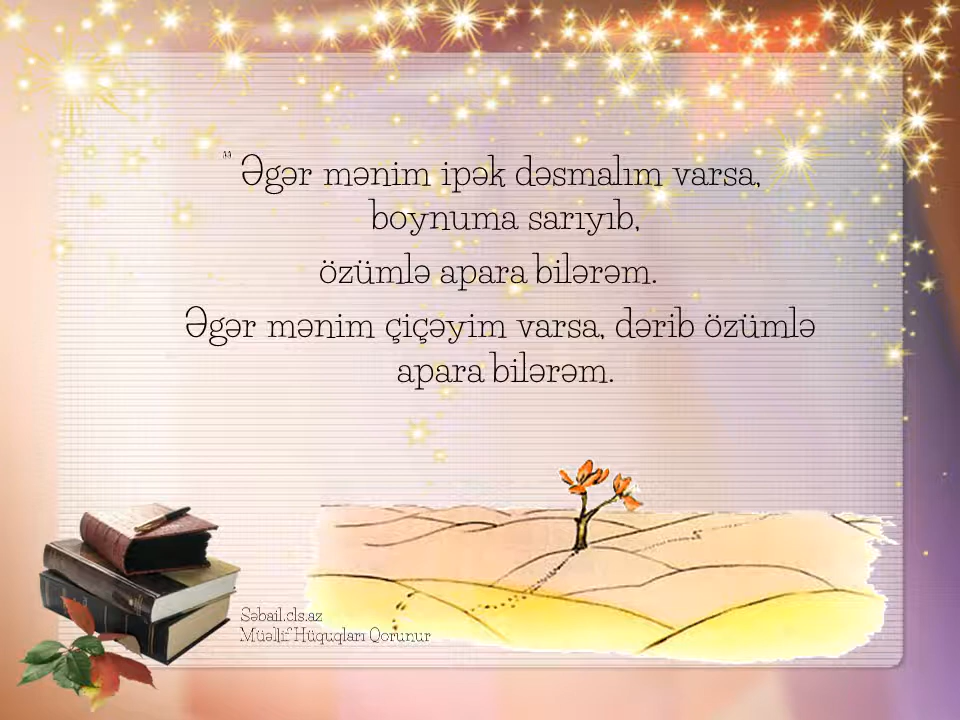 " Əgər mənim ipək dəsmalım varsa,
boynuma sarıyıb,
özümlə apara bilərəm.
Əgər mənim çiçəyim varsa, dərib özümlə
apara bilərəm.
Səbail.cls.az
Müəllif Hüquqları Qorunur